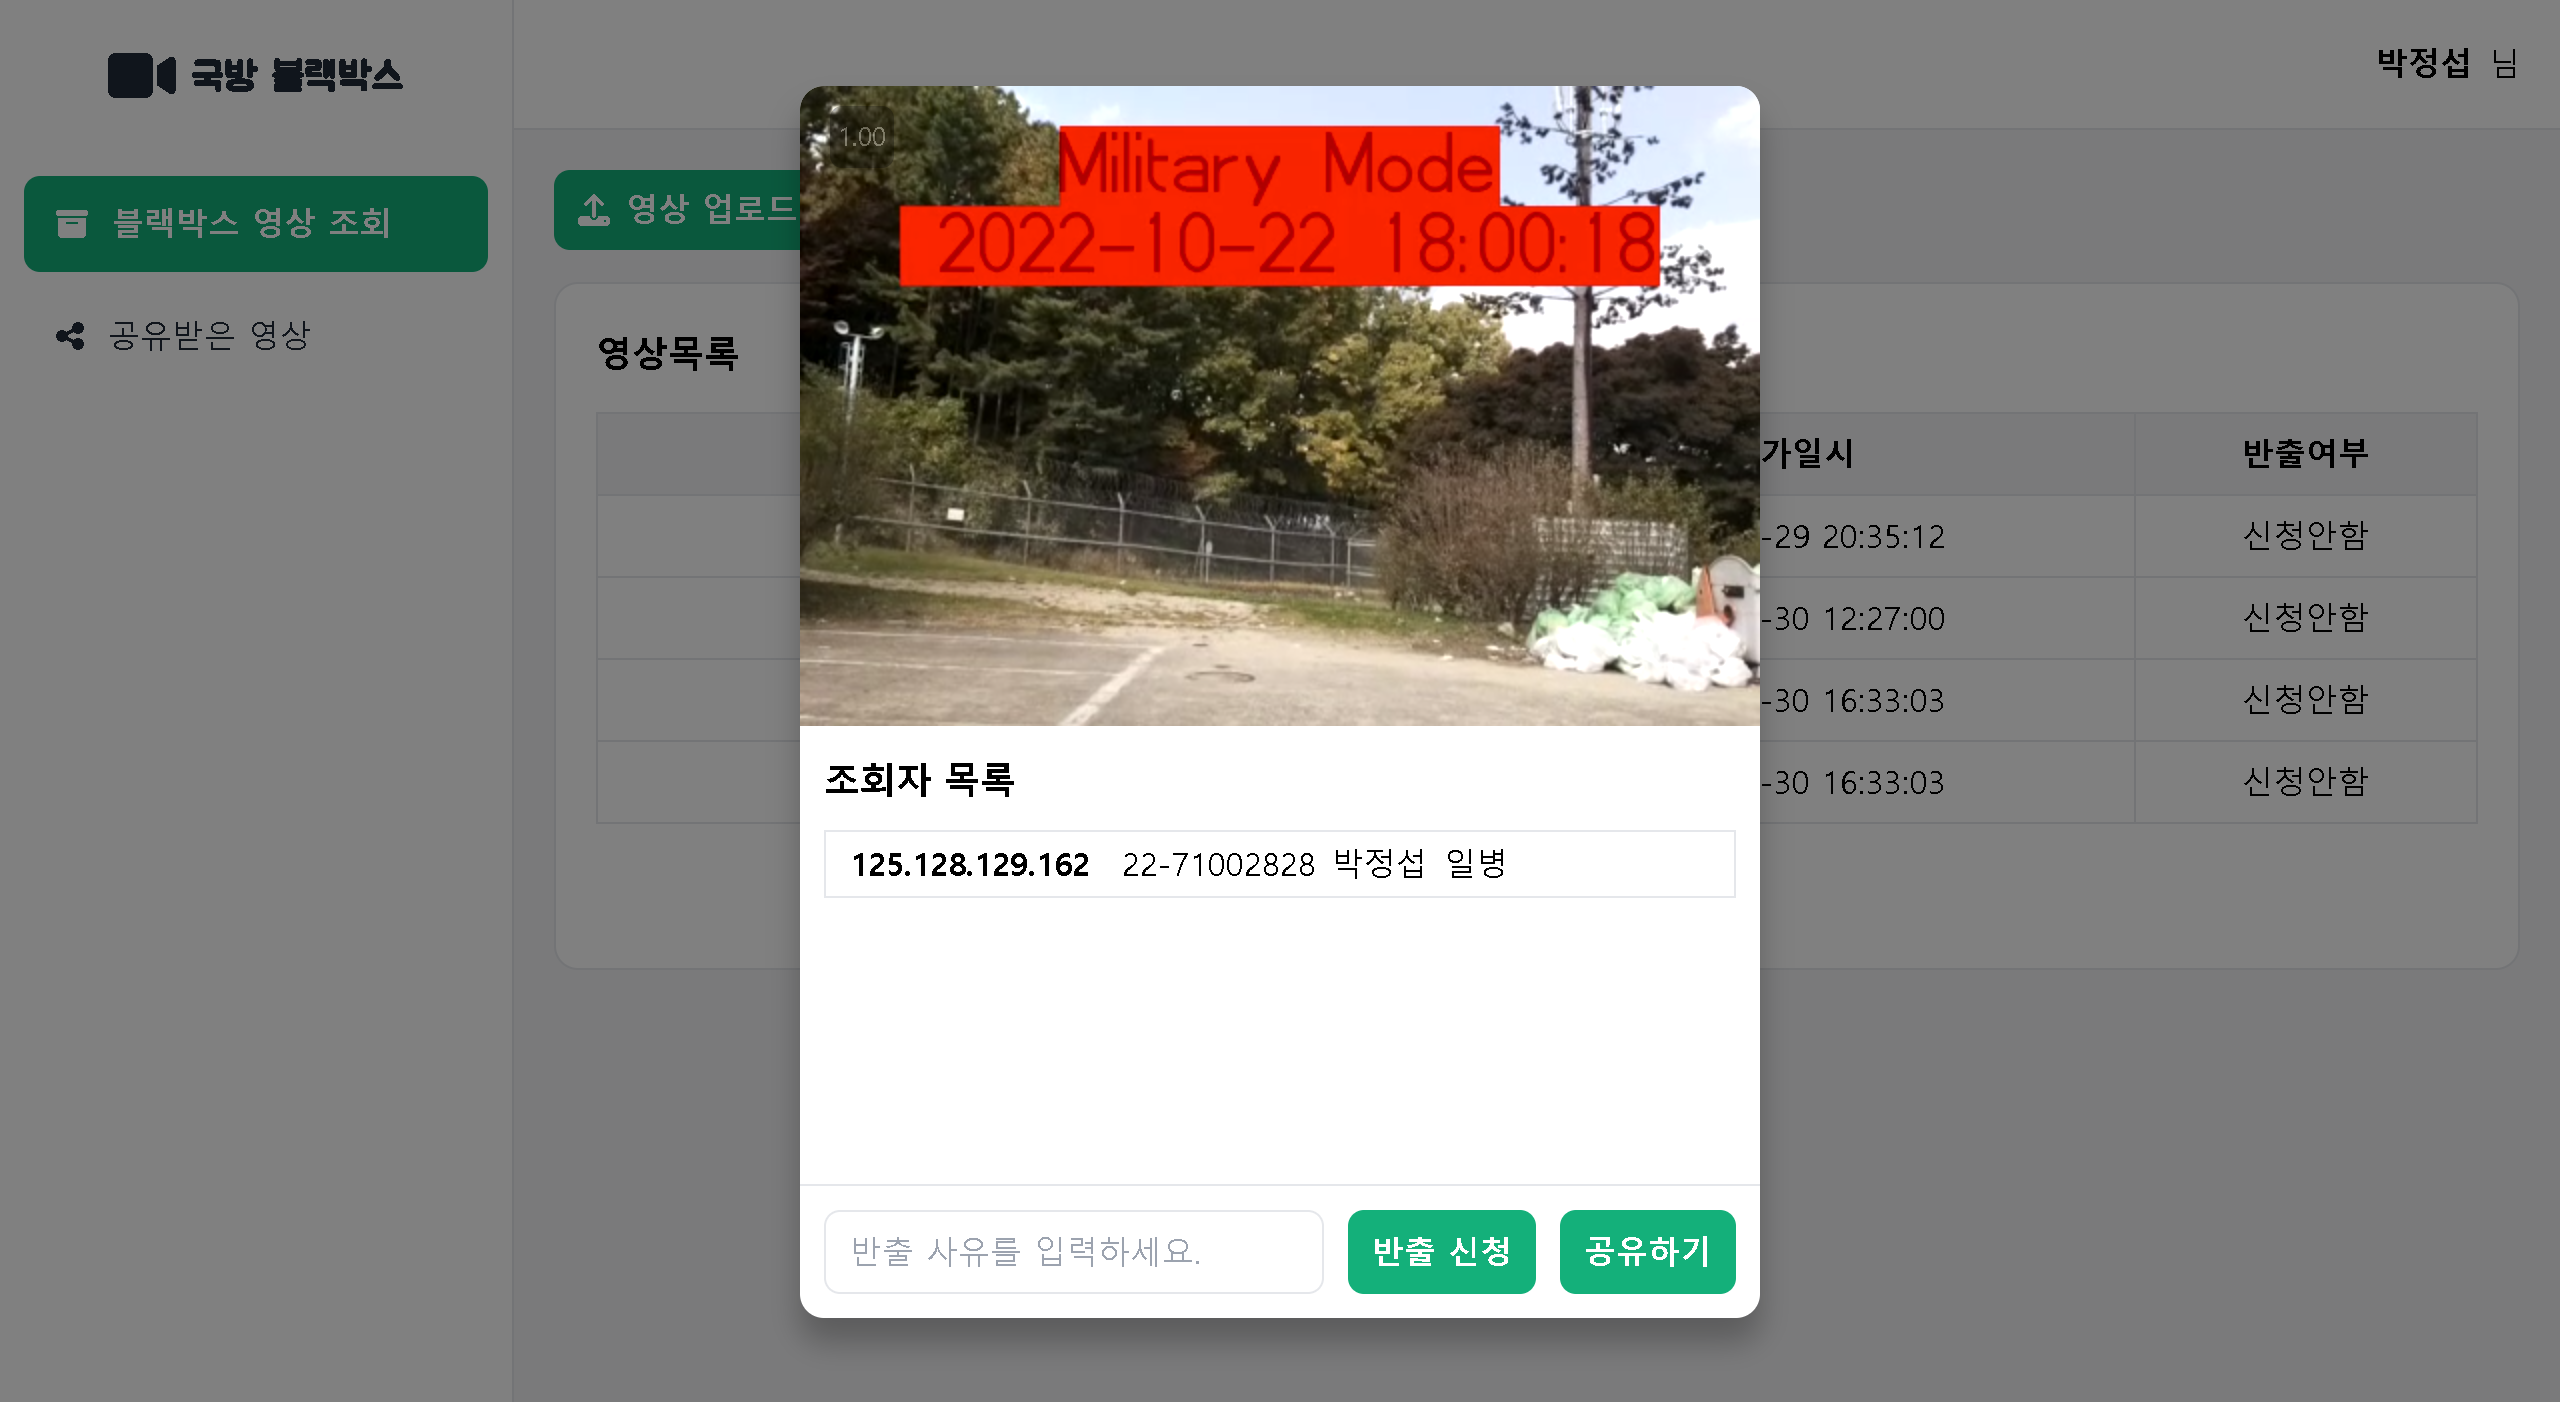 국방 블랙박스
박정섭 님
블랙박스 영상 조회
공유받은 영상
영상 업로드
영상목록
가일시 반출여부
-29 20:35:12 신청안함
-30 12:27:00 신청안함
-30 16:33:03 신청안함
-30 16:33:03 신청안함
1.00
Military Mode
2022-10-22 18:00:18
조회자 목록
125.128.129.162 22-71002828 박정섭 일병
반출 사유를 입력하세요.
반출 신청
공유하기